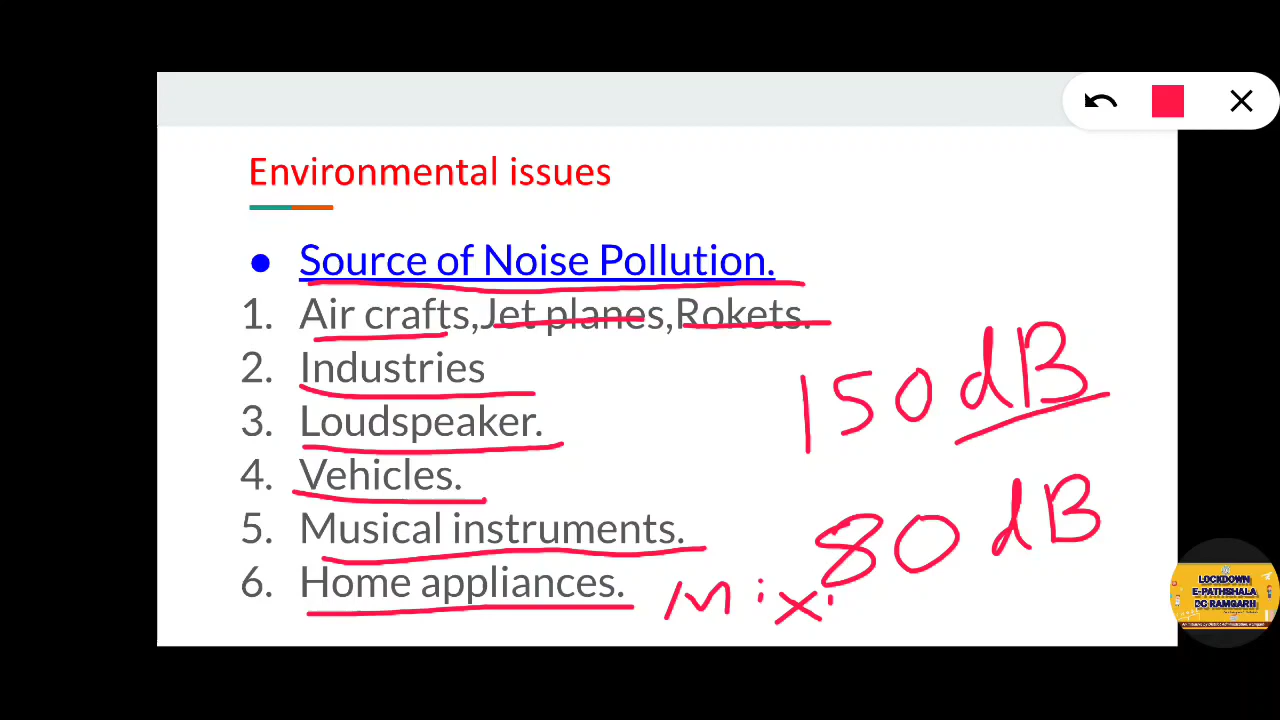 Environmental issues
● Source of Noise Pollution.
1. Air crafts,Jet planes,Rokets.
2. Industries
3. Loudspeaker.
4. Vehicles.
5. Musical instruments.
6. Home appliances.
150 dB
80 dB
Mix
LOCKDOWN
E-PATHSHALA
DC RAMGARH